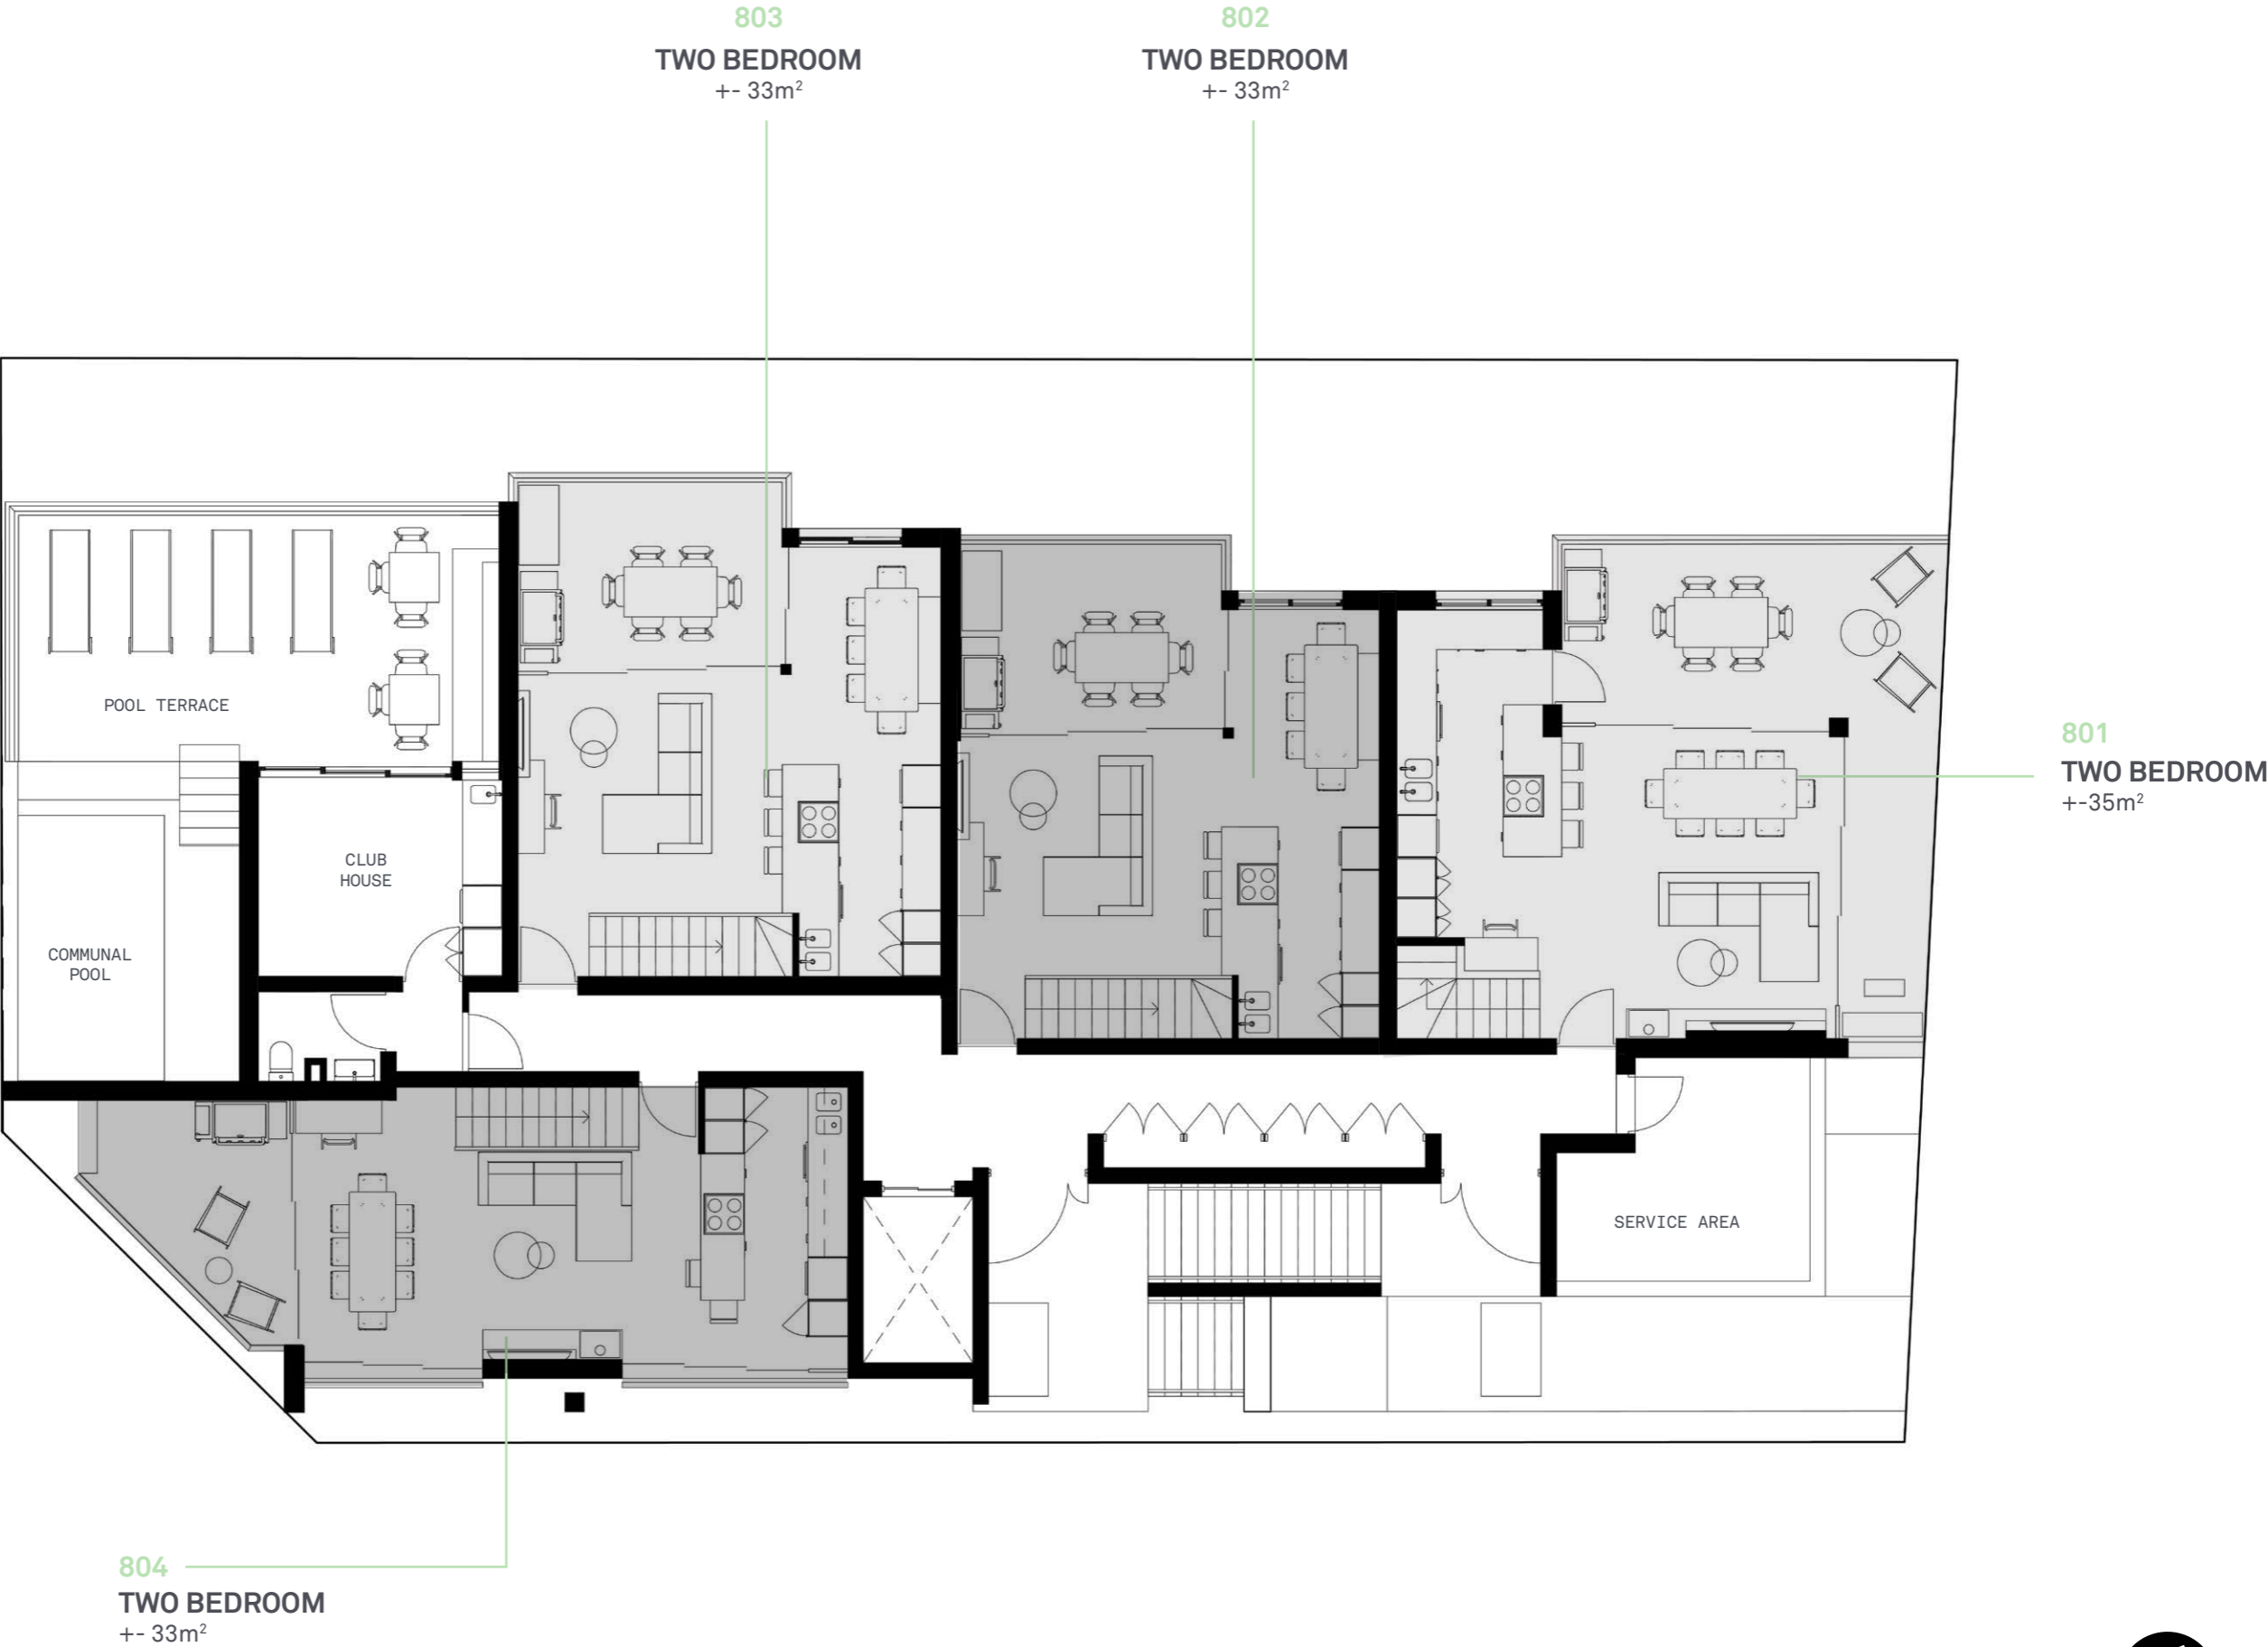 803
TWO BEDROOM
+- 33m²
802
TWO BEDROOM
+- 33m²
POOL TERRACE
801
TWO BEDROOM
+-35m²
CLUB
HOUSE
COMMUNAL
POOL
SERVICE AREA
804
TWO BEDROOM
+- 33m²